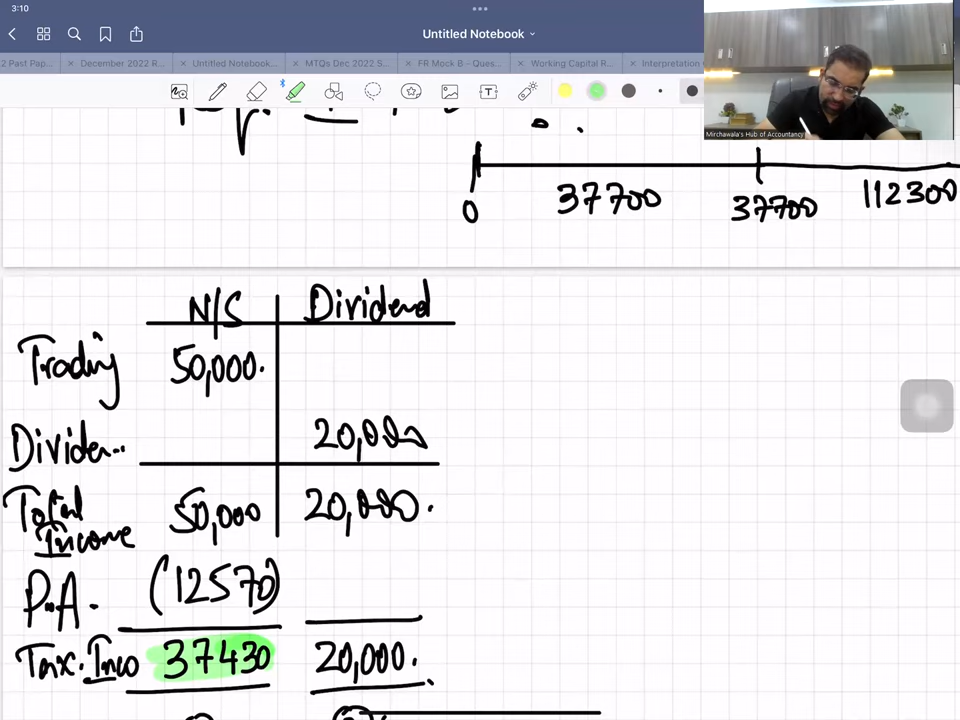 3:10
Untitled Notebook
2 Past Pap... December 2022 R... Untitled Notebook... MTQs Dec 2022 S... FR Mock B - Ques... Working Capital R... Interpretation
Mirchawala's Hub of Accountancy
0 37700 37700 112300
N/S Dividend
Trading 50,000.
Dividen... 20,000
Total Income 50,000 20,000.
P.A. (12570)
Tax. Inco 37430 20,000.